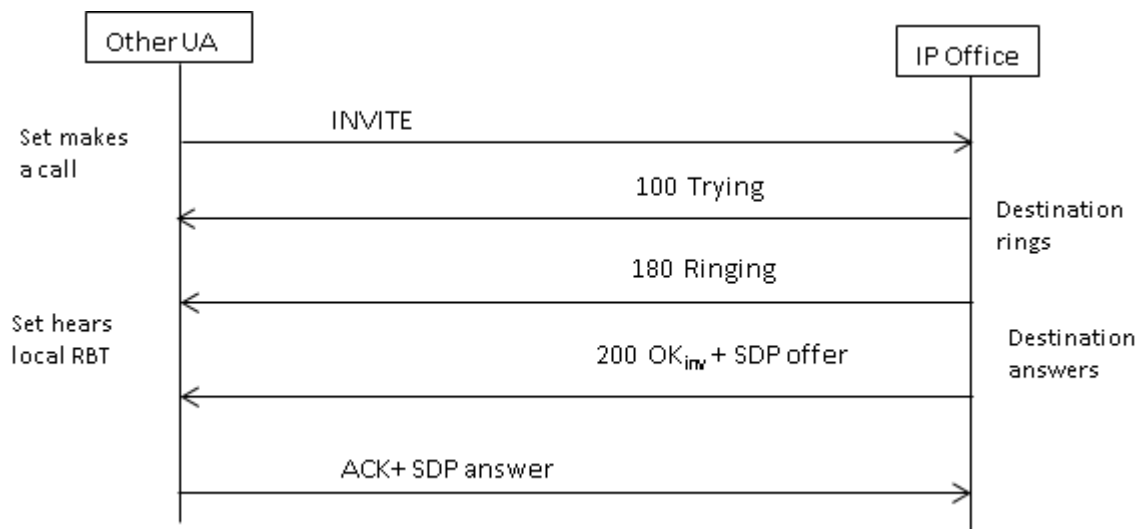 Other UA
IP Office
INVITE
Set makes
a call
100 Trying
Destination
rings
180 Ringing
Set hears
local RBT
200 OKinv + SDP offer
Destination
answers
ACK+ SDP answer